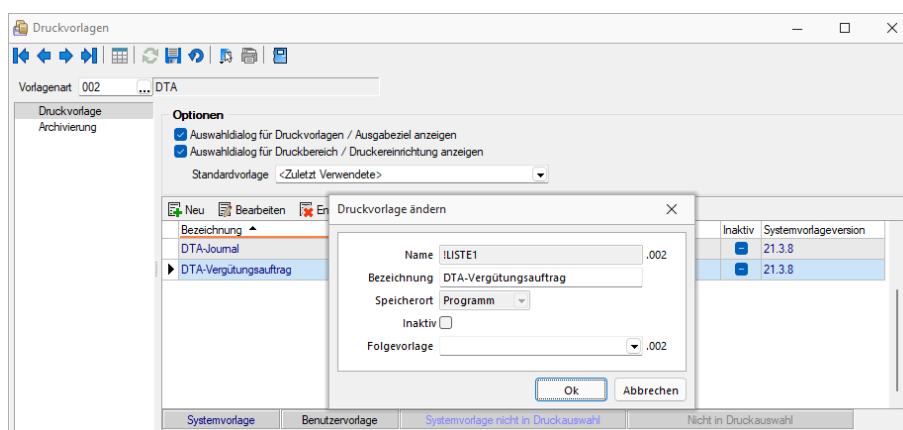 Druckvorlagen
Vorlagenart 002 ... DTA
Druckvorlage
Archivierung
Optionen
Auswahldialog für Druckvorlagen / Ausgabeziel anzeigen
Auswahldialog für Druckbereich / Druckereinrichtung anzeigen
Standardvorlage <Zuletzt Verwendete>
Neu Bearbeiten En
Bezeichnung Inaktiv Systemvorlageversion
DTA-Journal 21.3.8
DTA-Vergütungsauftrag 21.3.8
Druckvorlage ändern
Name !LISTE1 .002
Bezeichnung DTA-Vergütungsauftrag
Speicherort Programm
Inaktiv
Folgevorlage .002
Ok Abbrechen
Systemvorlage Benutzervorlage Systemvorlage nicht in Druckauswahl Nicht in Druckauswahl